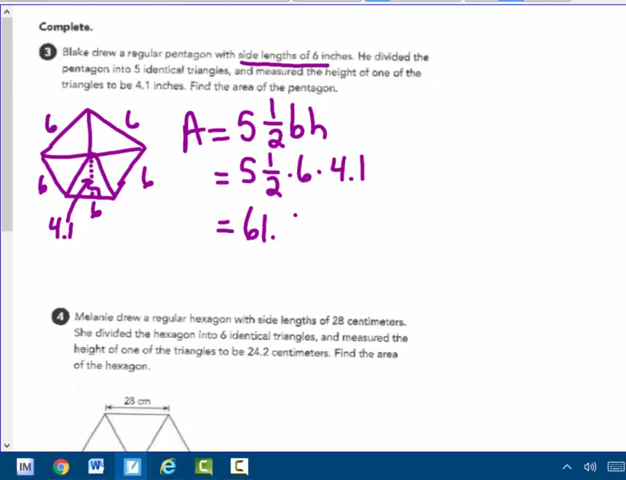 Complete.
3 Blake drew a regular pentagon with side lengths of 6 inches. He divided the
pentagon into 5 identical triangles, and measured the height of one of the
triangles to be 4.1 inches. Find the area of the pentagon.
6 6
6 6
6
4.1
A = 5 1/2 bh
= 5 1/2 · 6 · 4.1
= 61.
4 Melanie drew a regular hexagon with side lengths of 28 centimeters.
She divided the hexagon into 6 identical triangles, and measured the
height of one of the triangles to be 24.2 centimeters. Find the area
of the hexagon.
28 cm
IM W e C C